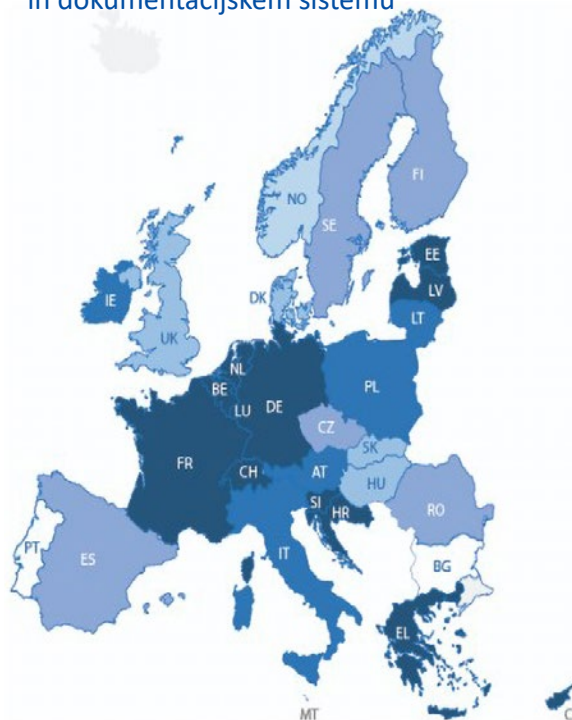 in dokumentacijskem sistemu
FI
NO
SE
EE
LV
LT
DK
IE
UK
NL
BE
LU
DE
PL
CZ
SK
FR
CH
AT
HU
SI
HR
RO
PT
ES
IT
BG
EL
MT